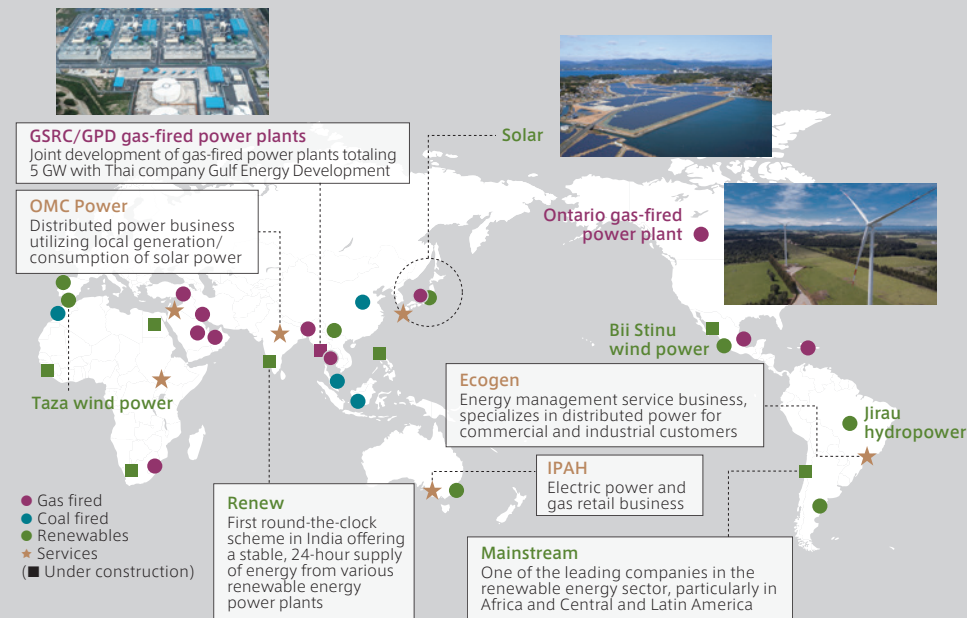 GSRC/GPD gas-fired power plants
Joint development of gas-fired power plants totaling
5 GW with Thai company Gulf Energy Development
Solar
OMC Power
Distributed power business
utilizing local generation/
consumption of solar power
Ontario gas-fired
power plant
Bii Stinu
wind power
Taza wind power
Ecogen
Energy management service business,
specializes in distributed power for
commercial and industrial customers
Jirau
hydropower
IPAH
Electric power and
gas retail business
Renew
First round-the-clock
scheme in India offering
a stable, 24-hour supply
of energy from various
renewable energy
power plants
Mainstream
One of the leading companies in the
renewable energy sector, particularly in
Africa and Central and Latin America
Gas fired
Coal fired
Renewables
Services
(■ Under construction)